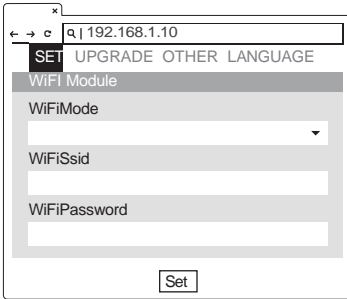 192.168.1.10
SET UPGRADE OTHER LANGUAGE
WiFI Module
WiFiMode
WiFiSsid
WiFiPassword
Set